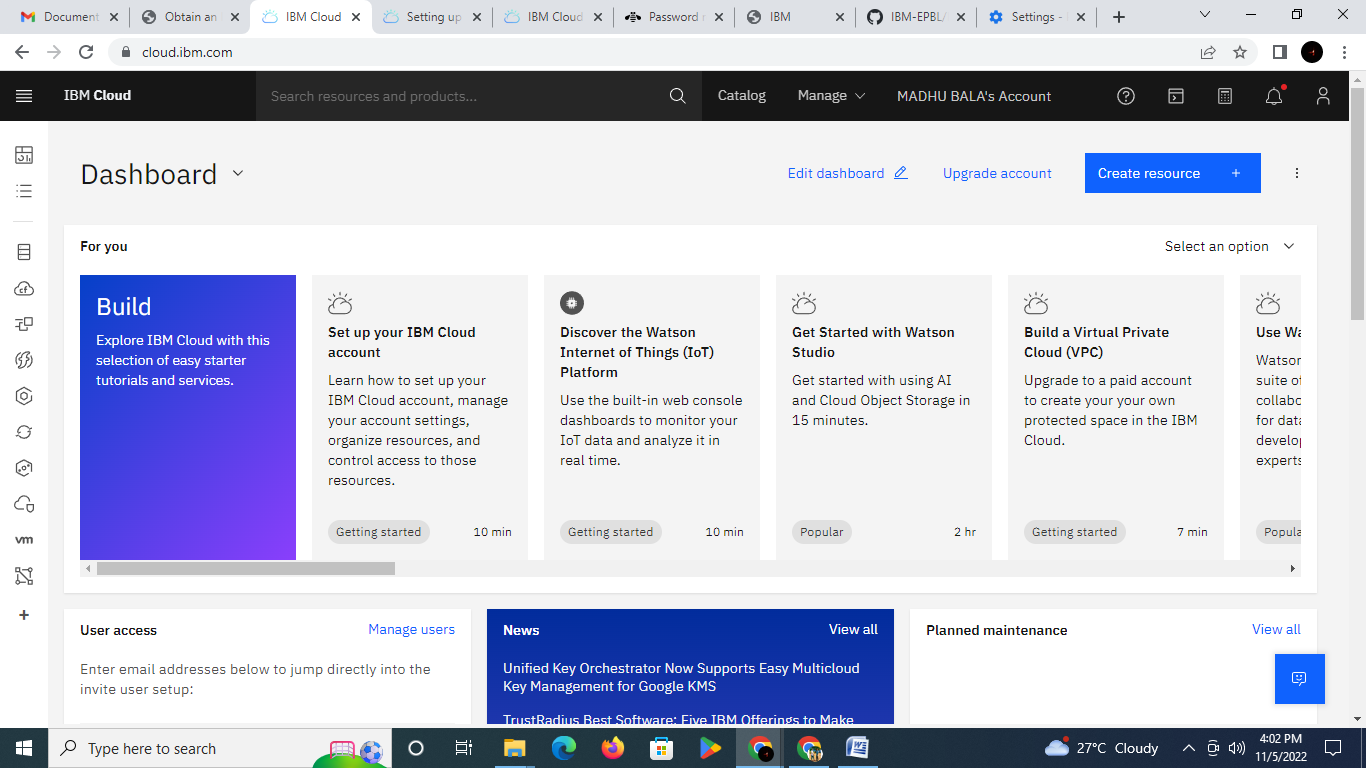 Document
Obtain an
IBM Cloud
Setting up
IBM Cloud
Password
IBM
IBM-EPBL/
Settings -
cloud.ibm.com
IBM Cloud
Search resources and products...
Catalog
Manage
MADHU BALA's Account
Dashboard
Edit dashboard
Upgrade account
Create resource +
For you
Select an option
Build
Explore IBM Cloud with this
selection of easy starter
tutorials and services.
Set up your IBM Cloud
account
Learn how to set up your
IBM Cloud account, manage
your account settings,
organize resources, and
control access to those
resources.
Getting started
10 min
Discover the Watson
Internet of Things (IoT)
Platform
Use the built-in web console
dashboards to monitor your
IoT data and analyze it in
real time.
Getting started
10 min
Get Started with Watson
Studio
Get started with using AI
and Cloud Object Storage in
15 minutes.
Popular
2 hr
Build a Virtual Private
Cloud (VPC)
Upgrade to a paid account
to create your your own
protected space in the IBM
Cloud.
Getting started
7 min
Use Wa
Watson
suite of
collabo
for data
develop
experts
Popula
cf
vm
User access
Manage users
Enter email addresses below to jump directly into the
invite user setup:
News
View all
Unified Key Orchestrator Now Supports Easy Multicloud
Key Management for Google KMS
TrustRadius Best Software: Five IBM Offerings to Make
Planned maintenance
View all
Type here to search
27°C Cloudy
4:02 PM
11/5/2022